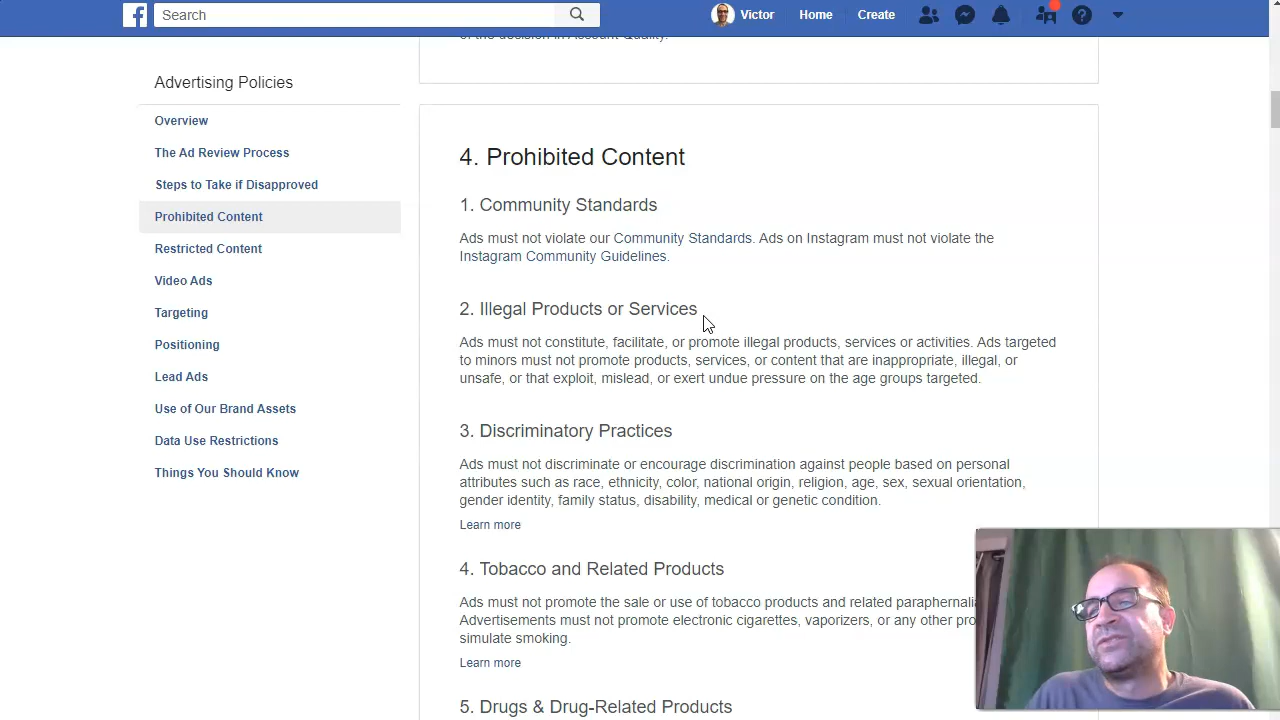 Search
Victor
Home
Create
of the decision in Account Quality.
Advertising Policies
Overview
The Ad Review Process
Steps to Take if Disapproved
Prohibited Content
Restricted Content
Video Ads
Targeting
Positioning
Lead Ads
Use of Our Brand Assets
Data Use Restrictions
Things You Should Know
4. Prohibited Content
1. Community Standards
Ads must not violate our Community Standards. Ads on Instagram must not violate the
Instagram Community Guidelines.
2. Illegal Products or Services
Ads must not constitute, facilitate, or promote illegal products, services or activities. Ads targeted
to minors must not promote products, services, or content that are inappropriate, illegal, or
unsafe, or that exploit, mislead, or exert undue pressure on the age groups targeted.
3. Discriminatory Practices
Ads must not discriminate or encourage discrimination against people based on personal
attributes such as race, ethnicity, color, national origin, religion, age, sex, sexual orientation,
gender identity, family status, disability, medical or genetic condition.
Learn more
4. Tobacco and Related Products
Ads must not promote the sale or use of tobacco products and related
Advertisements must not promote electronic cigarettes, vaporizers, or any other
simulate smoking.
Learn more
5. Drugs & Drug-Related Products